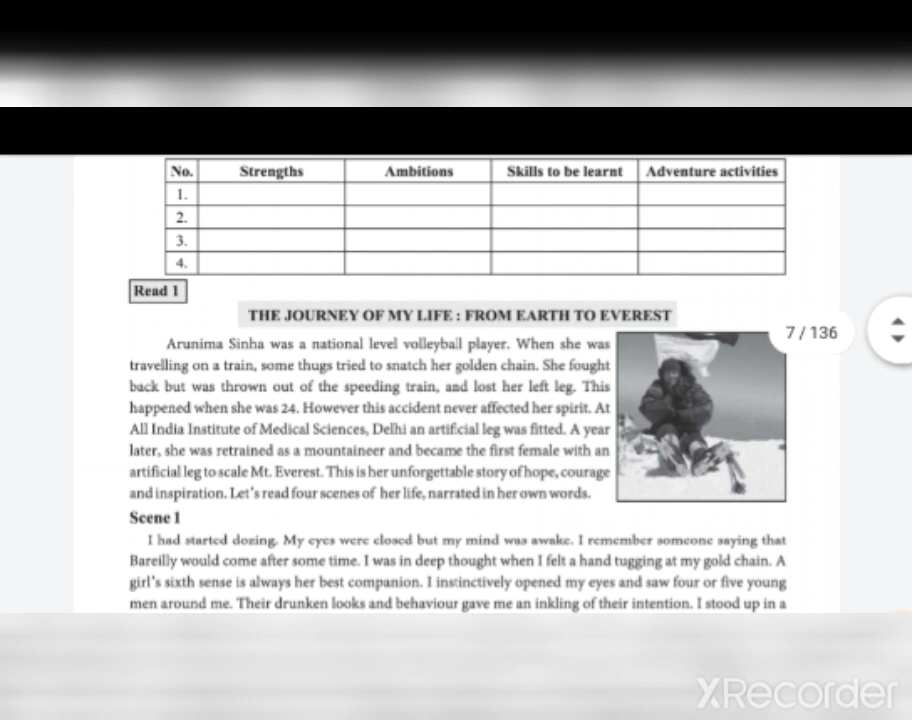 No. Strengths Ambitions Skills to be learnt Adventure activities
1.
2.
3.
4.
Read 1
THE JOURNEY OF MY LIFE : FROM EARTH TO EVEREST
7 / 136
Arunima Sinha was a national level volleyball player. When she was
travelling on a train, some thugs tried to snatch her golden chain. She fought
back but was thrown out of the speeding train, and lost her left leg. This
happened when she was 24. However this accident never affected her spirit. At
All India Institute of Medical Sciences, Delhi an artificial leg was fitted. A year
later, she was retrained as a mountaineer and became the first female with an
artificial leg to scale Mt. Everest. This is her unforgettable story of hope, courage
and inspiration. Let's read four scenes of her life, narrated in her own words.
Scene 1
I had started dozing. My eyes were closed but my mind was awake. I remember someone saying that
Bareilly would come after some time. I was in deep thought when I felt a hand tugging at my gold chain. A
girl's sixth sense is always her best companion. I instinctively opened my eyes and saw four or five young
men around me. Their drunken looks and behaviour gave me an inkling of their intention. I stood up in a
XRecorder